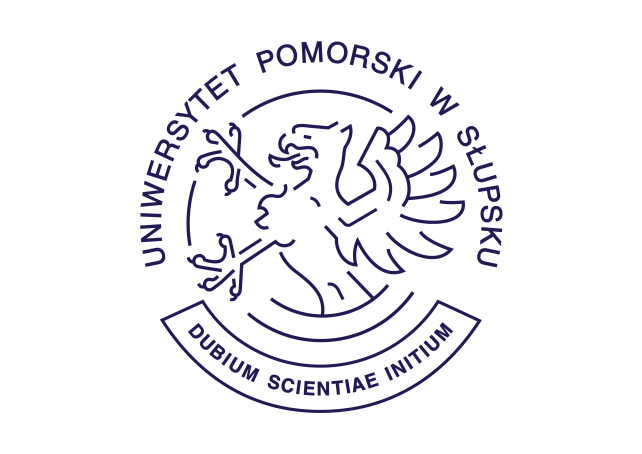 UNIWERSYTET POMORSKI W SŁUPSKU
DUBIUM SCIENTIAE INITIUM